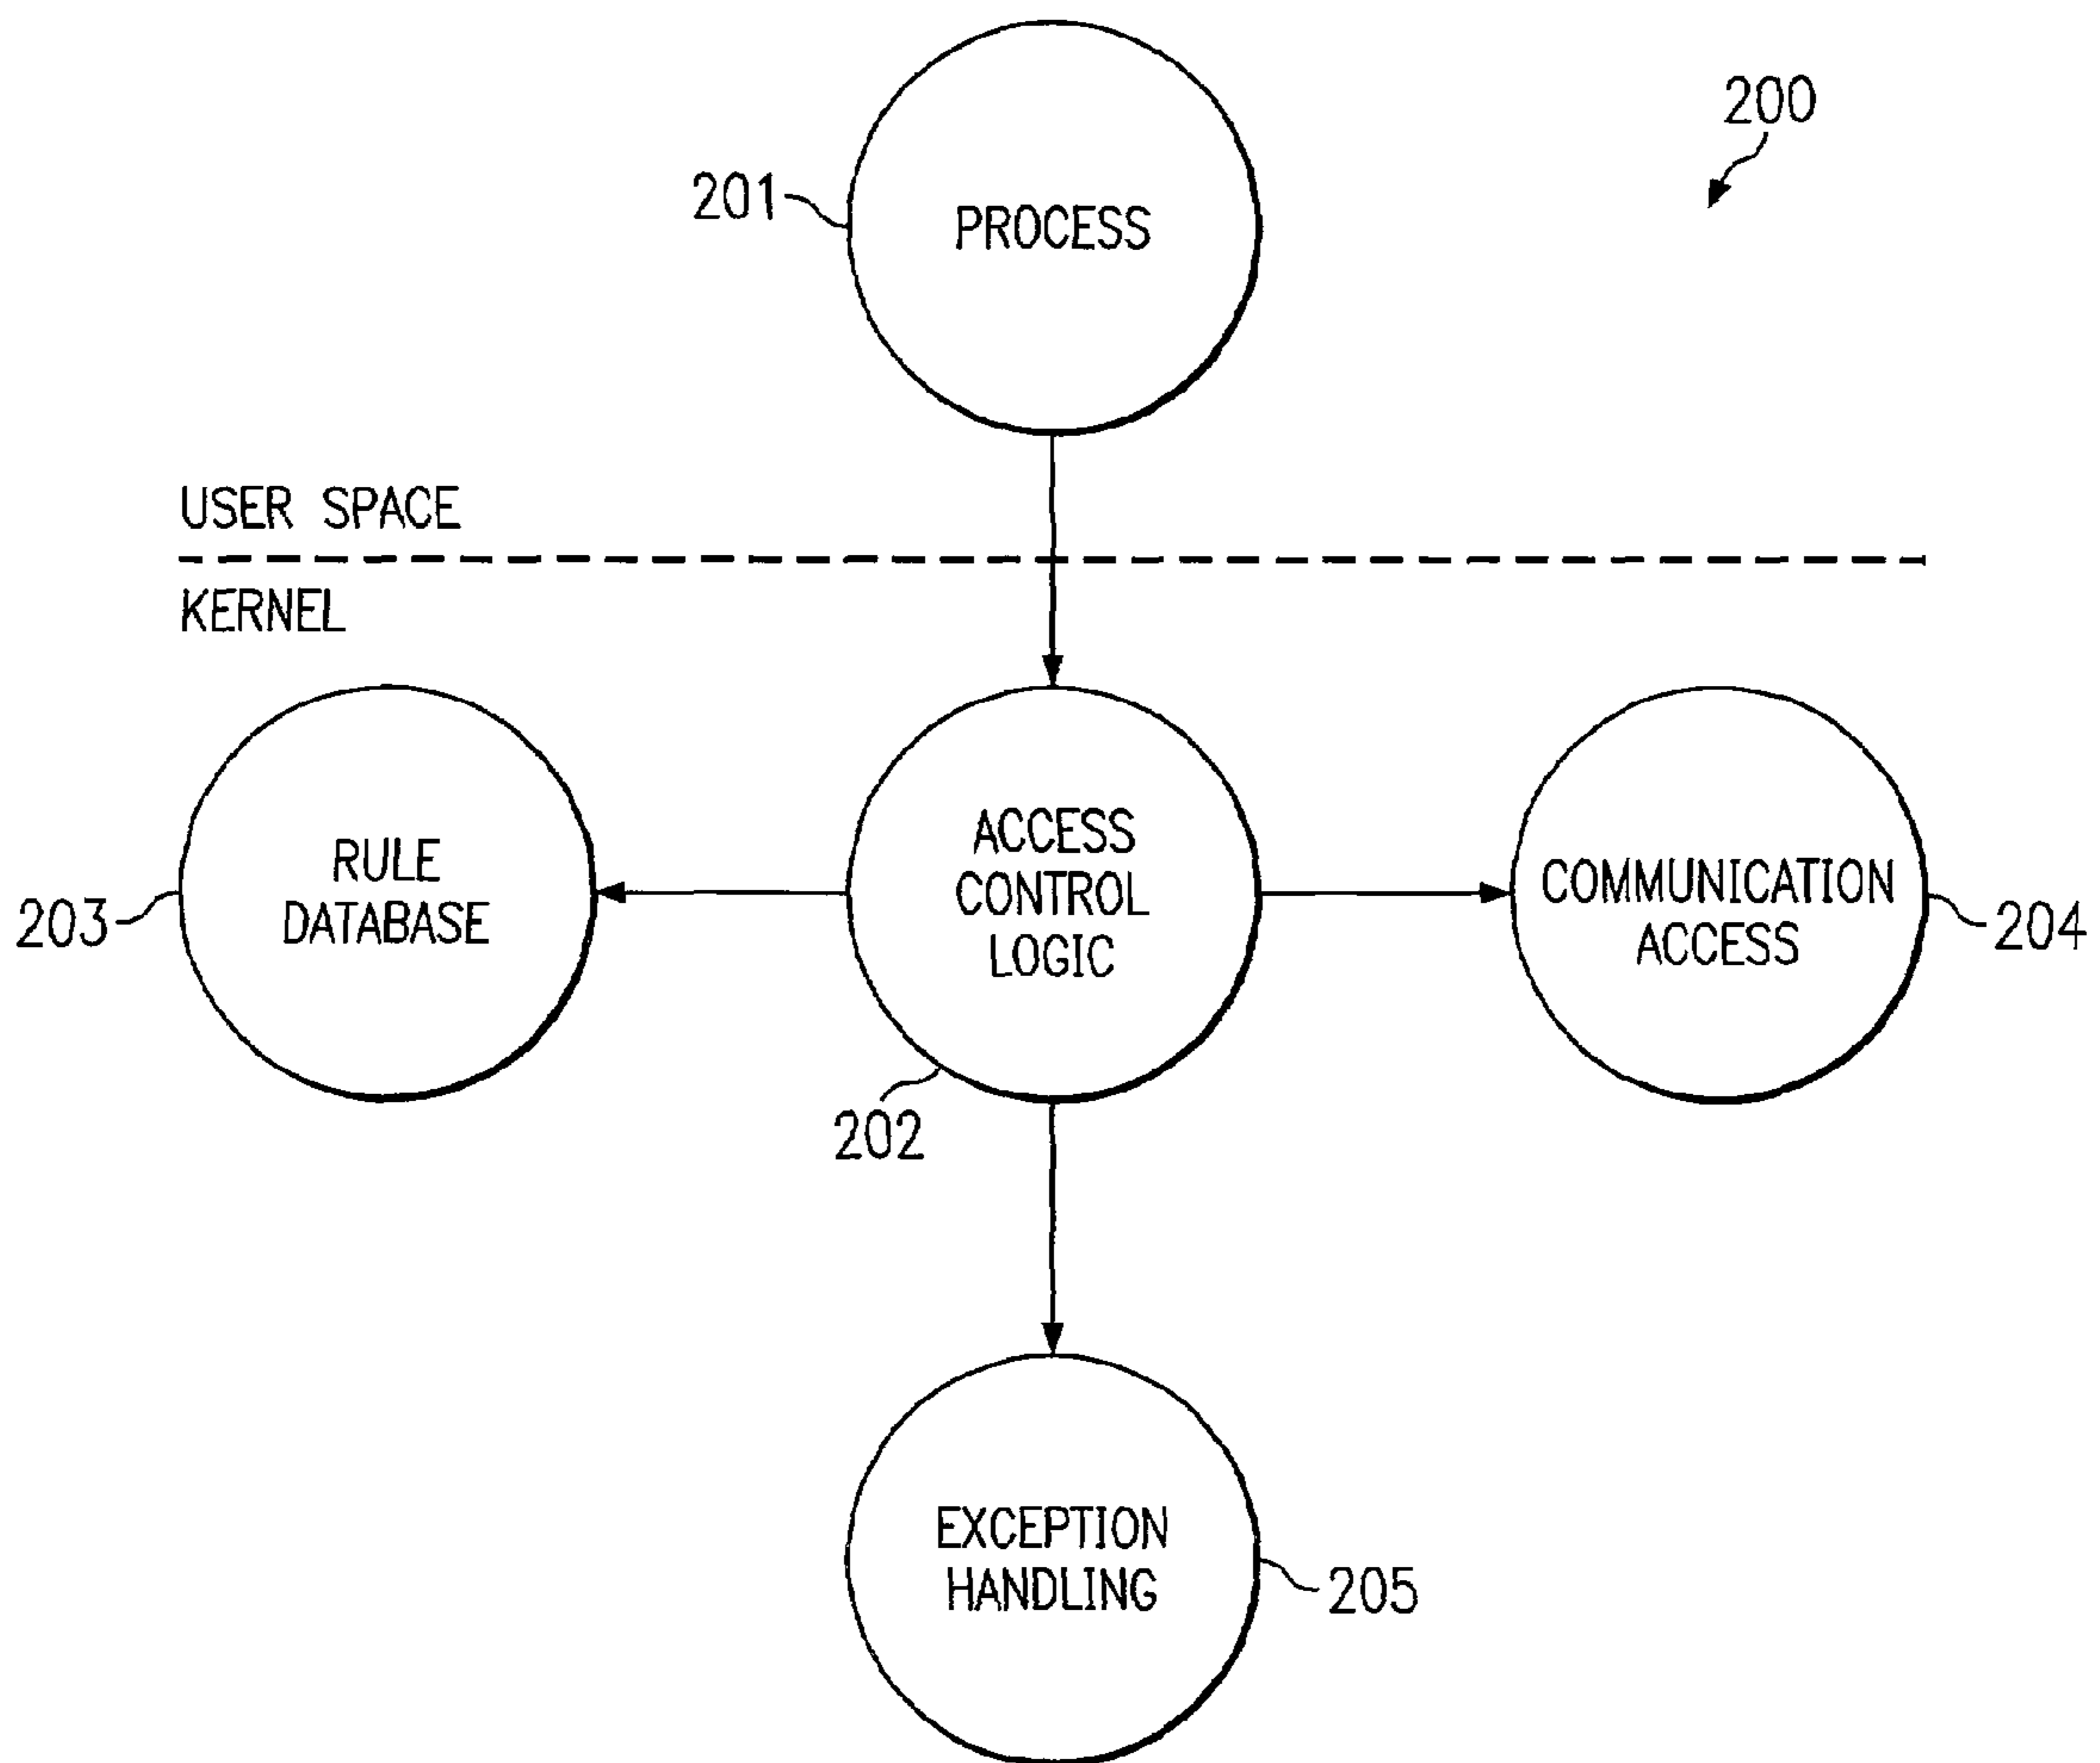 200
201
PROCESS
USER SPACE
KERNEL
RULE
DATABASE
203
ACCESS
CONTROL
LOGIC
202
COMMUNICATION
ACCESS
204
EXCEPTION
HANDLING
205